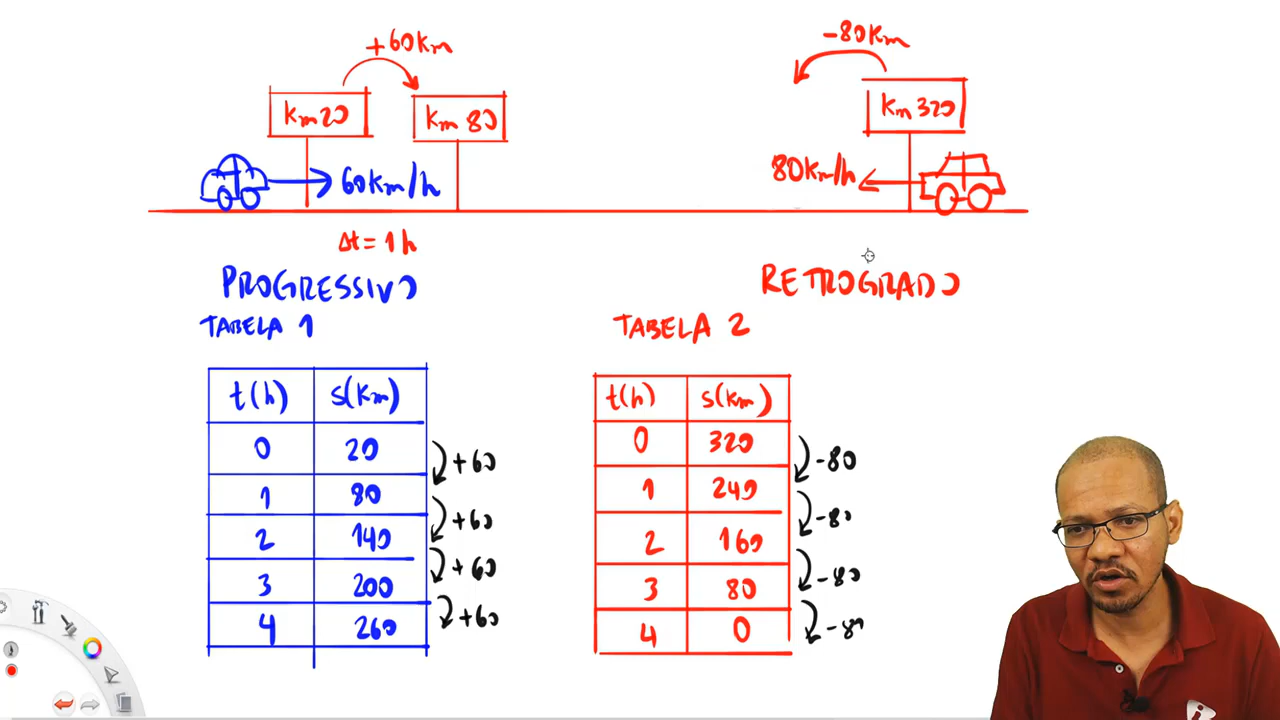 +60Km
-80Km
Km 20
Km 80
Km 320
60Km/h
80Km/h
Δt = 1h
PROGRESSIVO
RETROGRADO
TABELA 1
TABELA 2
t(h) s(Km)
0 20
1 80
2 140
3 200
4 260
+60
+60
+60
+60
t(h) s(Km)
0 320
1 240
2 160
3 80
4 0
-80
-80
-80
-80